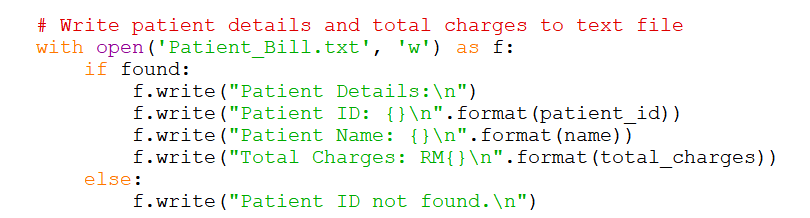 # Write patient details and total charges to text file
with open('Patient_Bill.txt', 'w') as f:
    if found:
        f.write("Patient Details:\n")
        f.write("Patient ID: {}\n".format(patient_id))
        f.write("Patient Name: {}\n".format(name))
        f.write("Total Charges: RM{}\n".format(total_charges))
    else:
        f.write("Patient ID not found.\n")